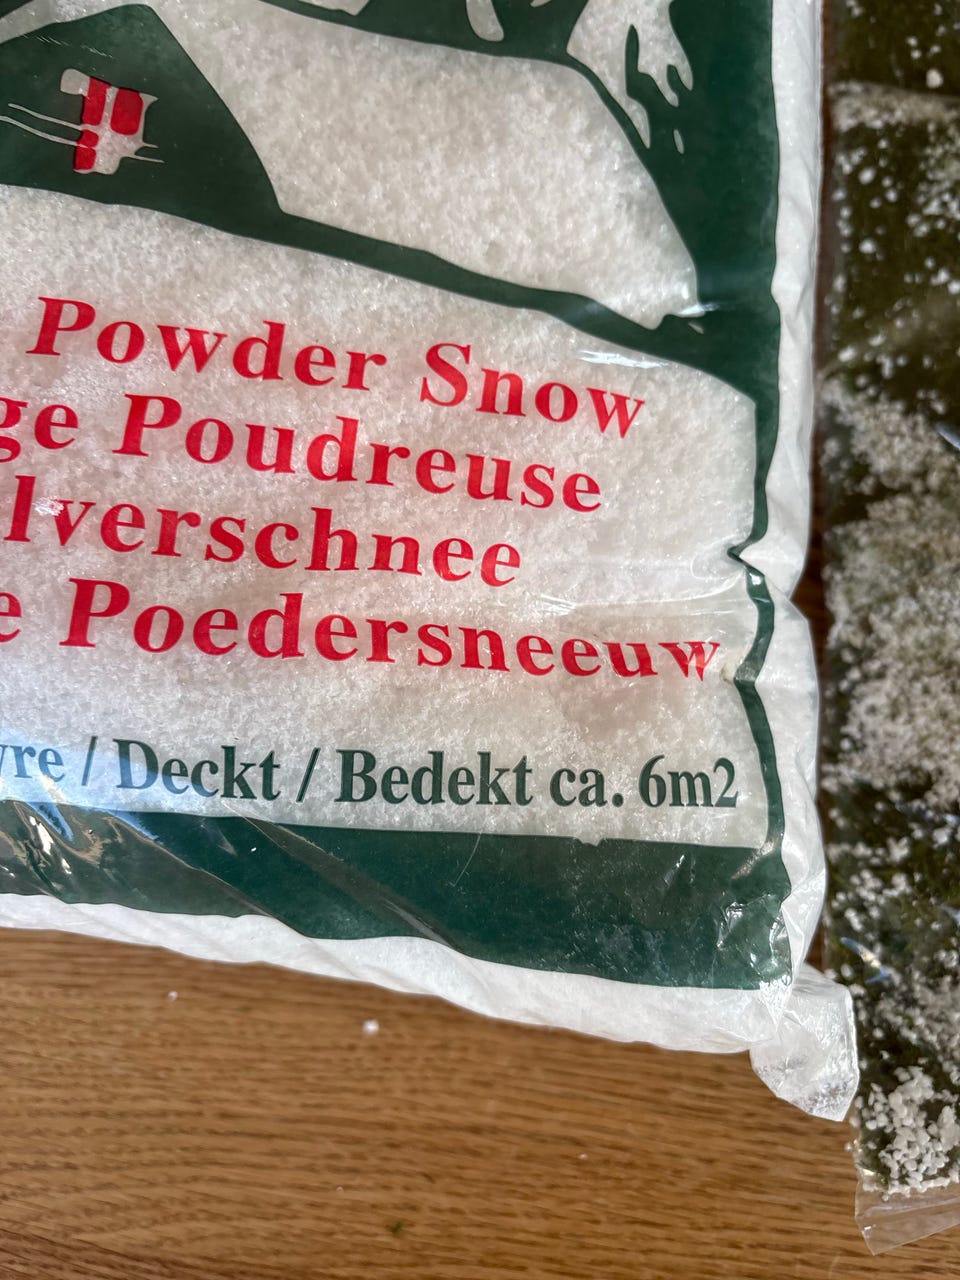 Powder Snow
ge Poudreuse
lverschnee
e Poedersneeuw
vre / Deckt / Bedekt ca. 6m2